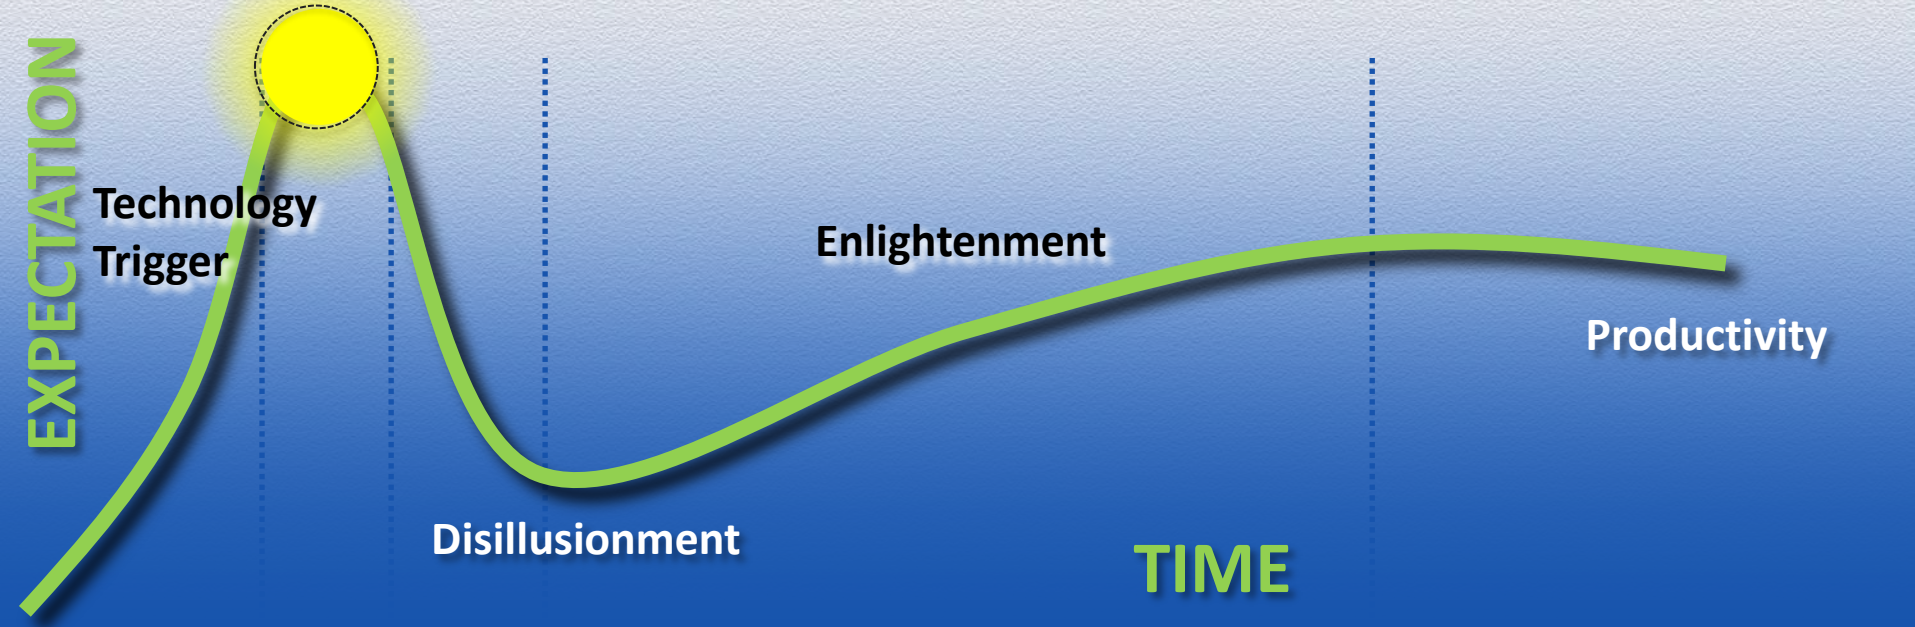 EXPECTATION
Technology
Trigger
Enlightenment
Productivity
Disillusionment
TIME